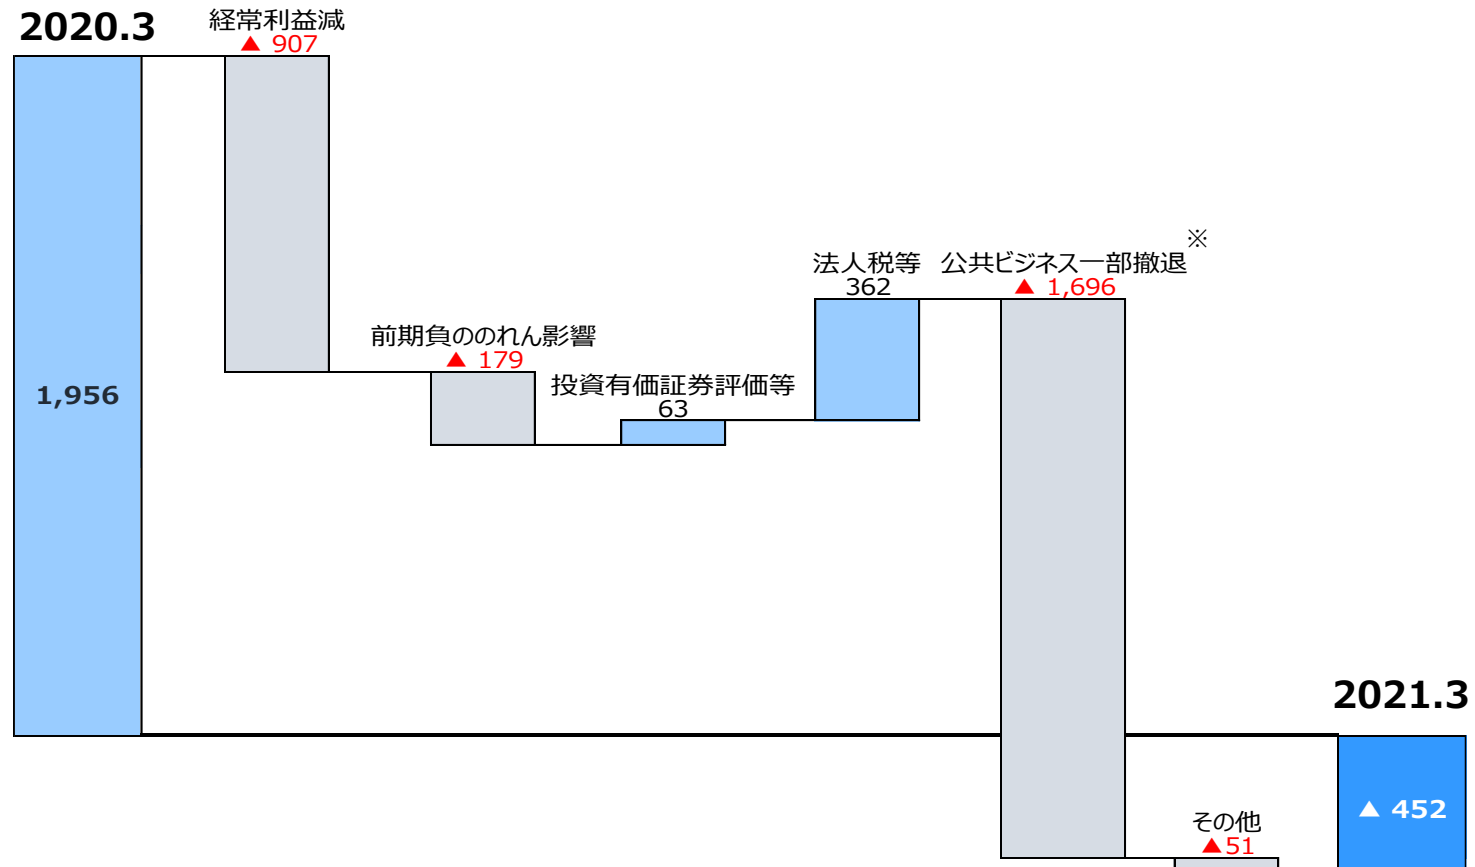 2020.3
経常利益減
▲ 907
1,956
前期負ののれん影響
▲ 179
投資有価証券評価等
63
法人税等
362
公共ビジネス一部撤退※
▲ 1,696
その他
▲51
2021.3
▲ 452